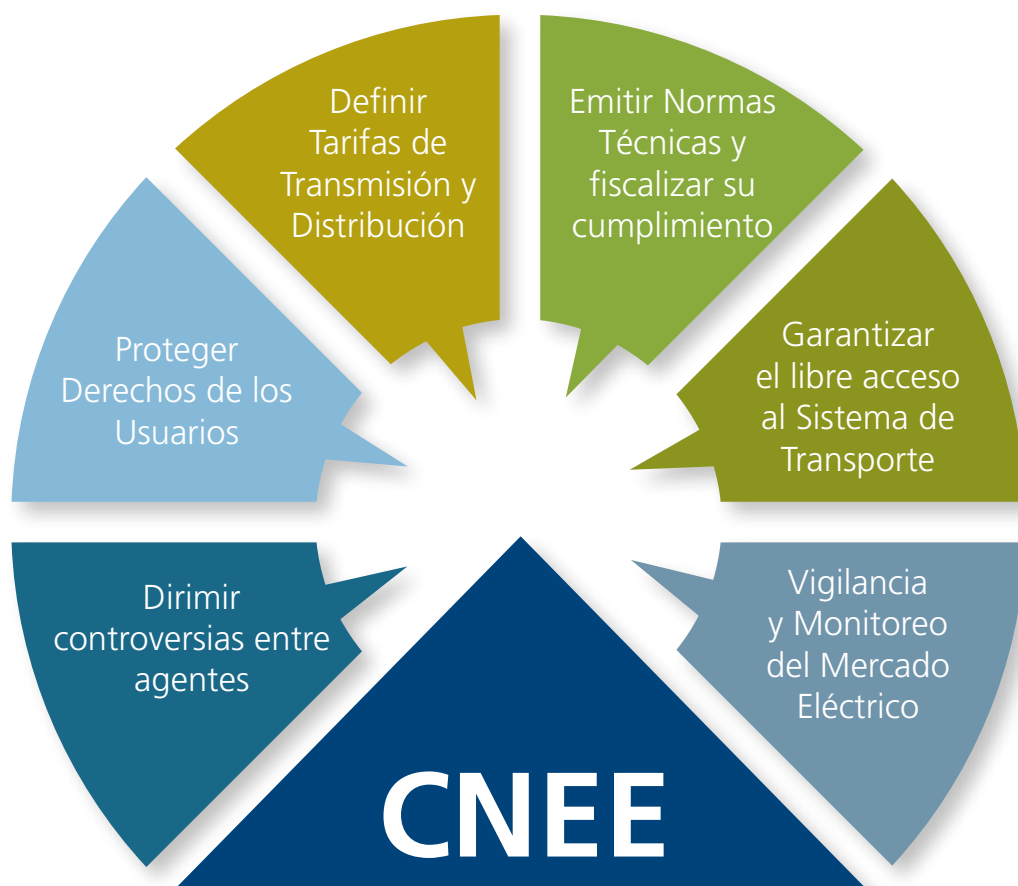 Definir
Tarifas de
Transmisión y
Distribución
Emitir Normas
Técnicas y
fiscalizar su
cumplimiento
Proteger
Derechos de los
Usuarios
Garantizar
el libre acceso
al Sistema de
Transporte
Dirimir
controversias entre
agentes
Vigilancia
y Monitoreo
del Mercado
Eléctrico
CNEE